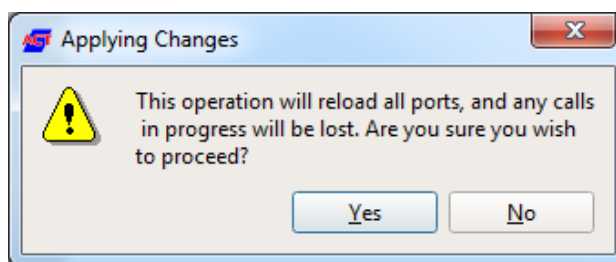 AGT Applying Changes
X
This operation will reload all ports, and any calls
in progress will be lost. Are you sure you wish
to proceed?
Yes No